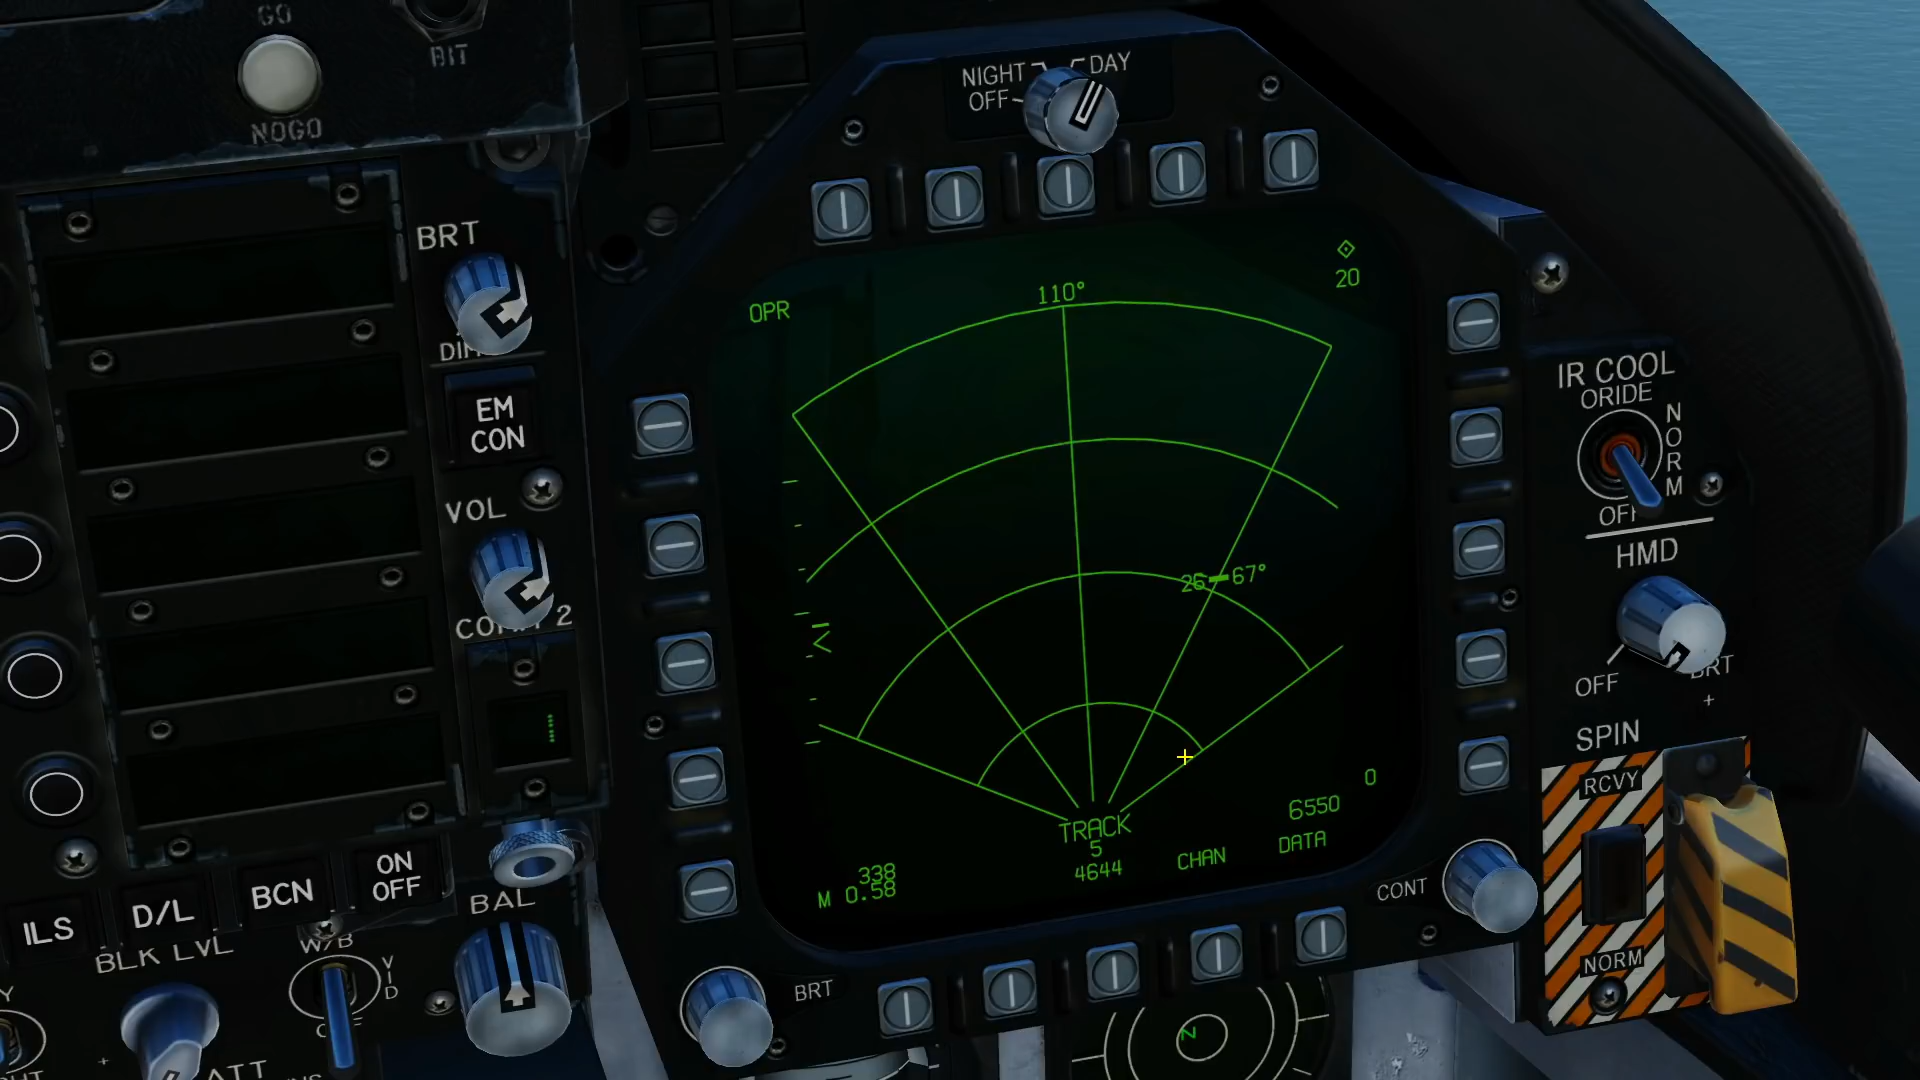 GO
BIT
NOGO
NIGHT
DAY
OFF
BRT
EM
CON
VOL
ILS
D/L
BCN
ON
OFF
BAL
BLK LVL
W/B
VID
OPR
110°
20
26
67°
0
TRACK
5
4644
6550
CHAN
DATA
338
M 0.58
BRT
CONT
N
IR COOL
ORIDE
NORM
HMD
OFF
BRT
+
SPIN
RCVY
NORM